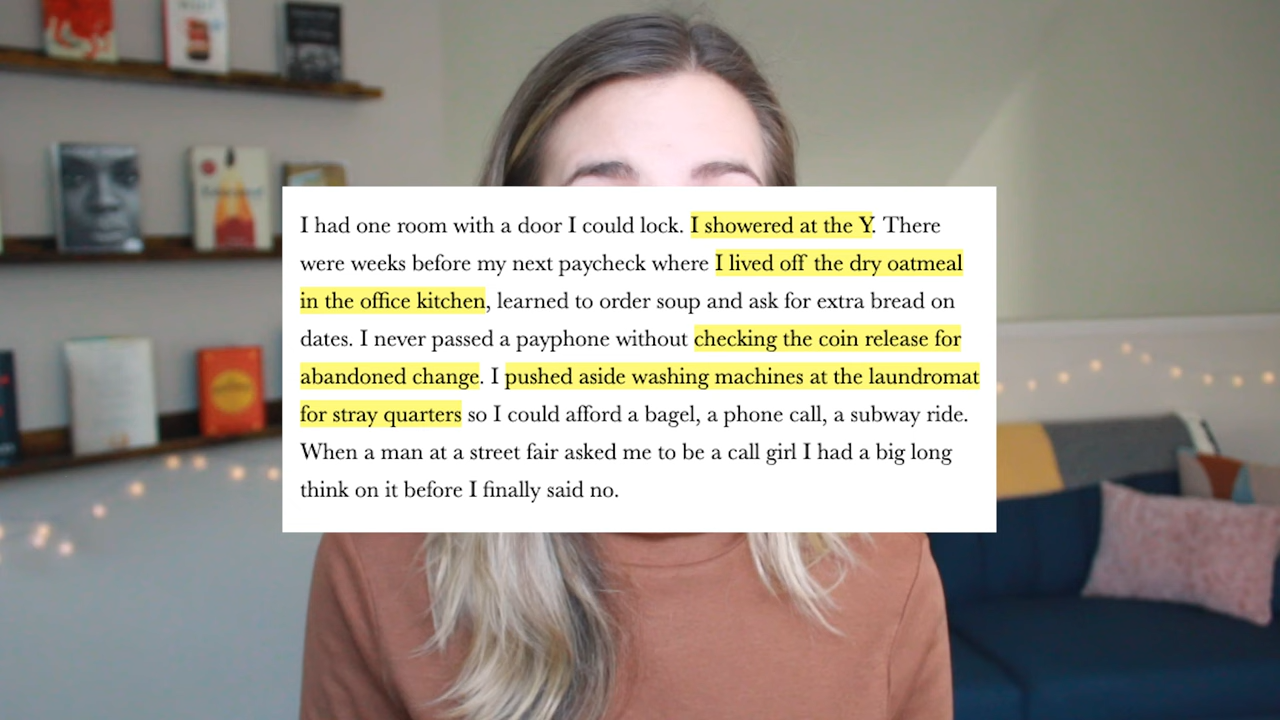 I had one room with a door I could lock. I showered at the Y. There
were weeks before my next paycheck where I lived off the dry oatmeal
in the office kitchen, learned to order soup and ask for extra bread on
dates. I never passed a payphone without checking the coin release for
abandoned change. I pushed aside washing machines at the laundromat
for stray quarters so I could afford a bagel, a phone call, a subway ride.
When a man at a street fair asked me to be a call girl I had a big long
think on it before I finally said no.